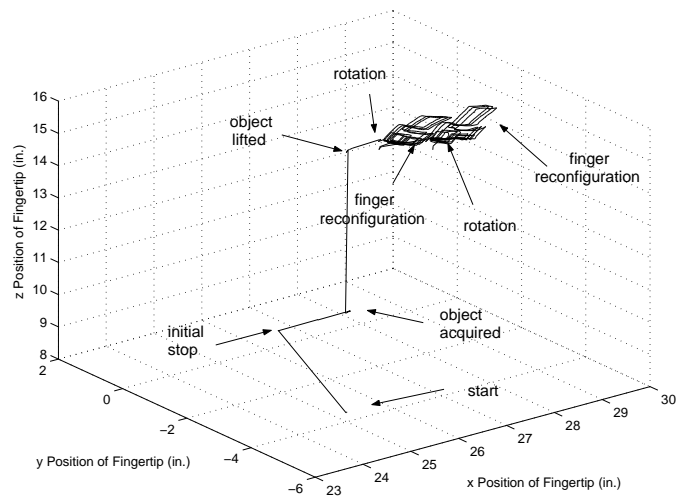 rotation
object
lifted
finger
reconfiguration
finger
reconfiguration
rotation
object
acquired
initial
stop
start
16
15
14
13
12
11
10
9
8
z Position of Fingertip (in.)
2
0
−2
−4
−6
y Position of Fingertip (in.)
23
24
25
26
27
28
29
30
x Position of Fingertip (in.)